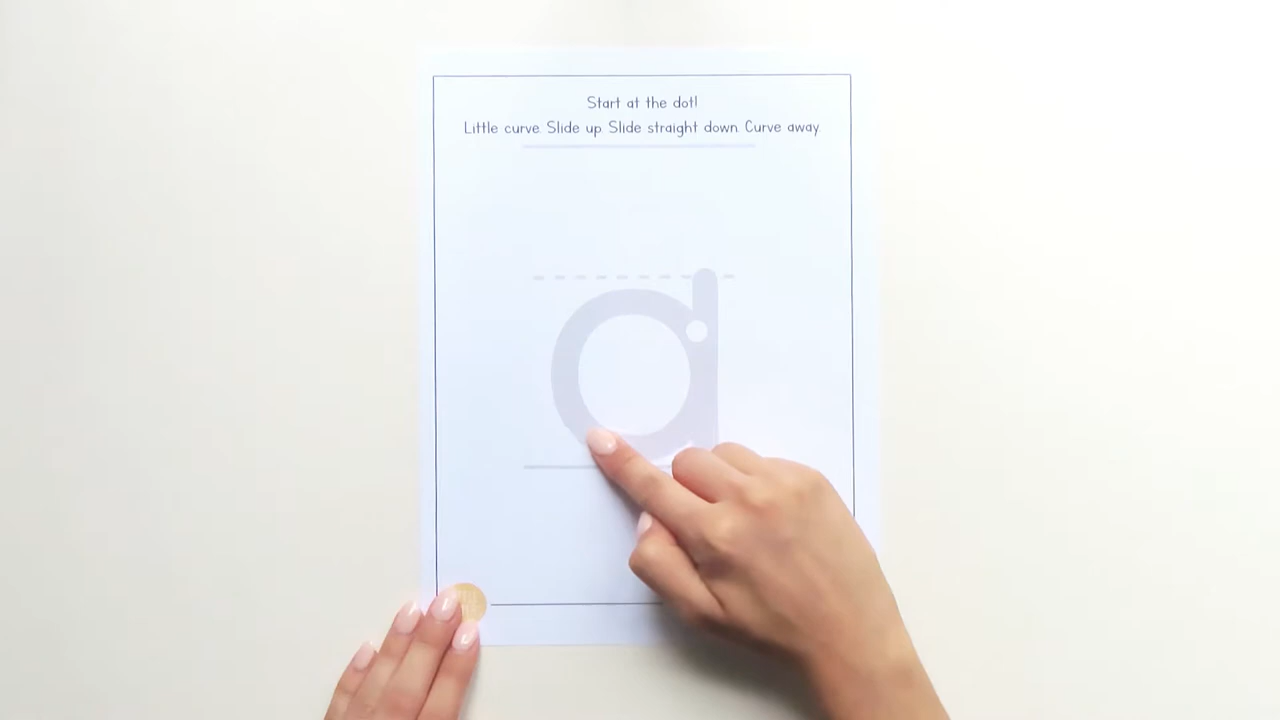 Start at the dot!
Little curve. Slide up. Slide straight down. Curve away.
a